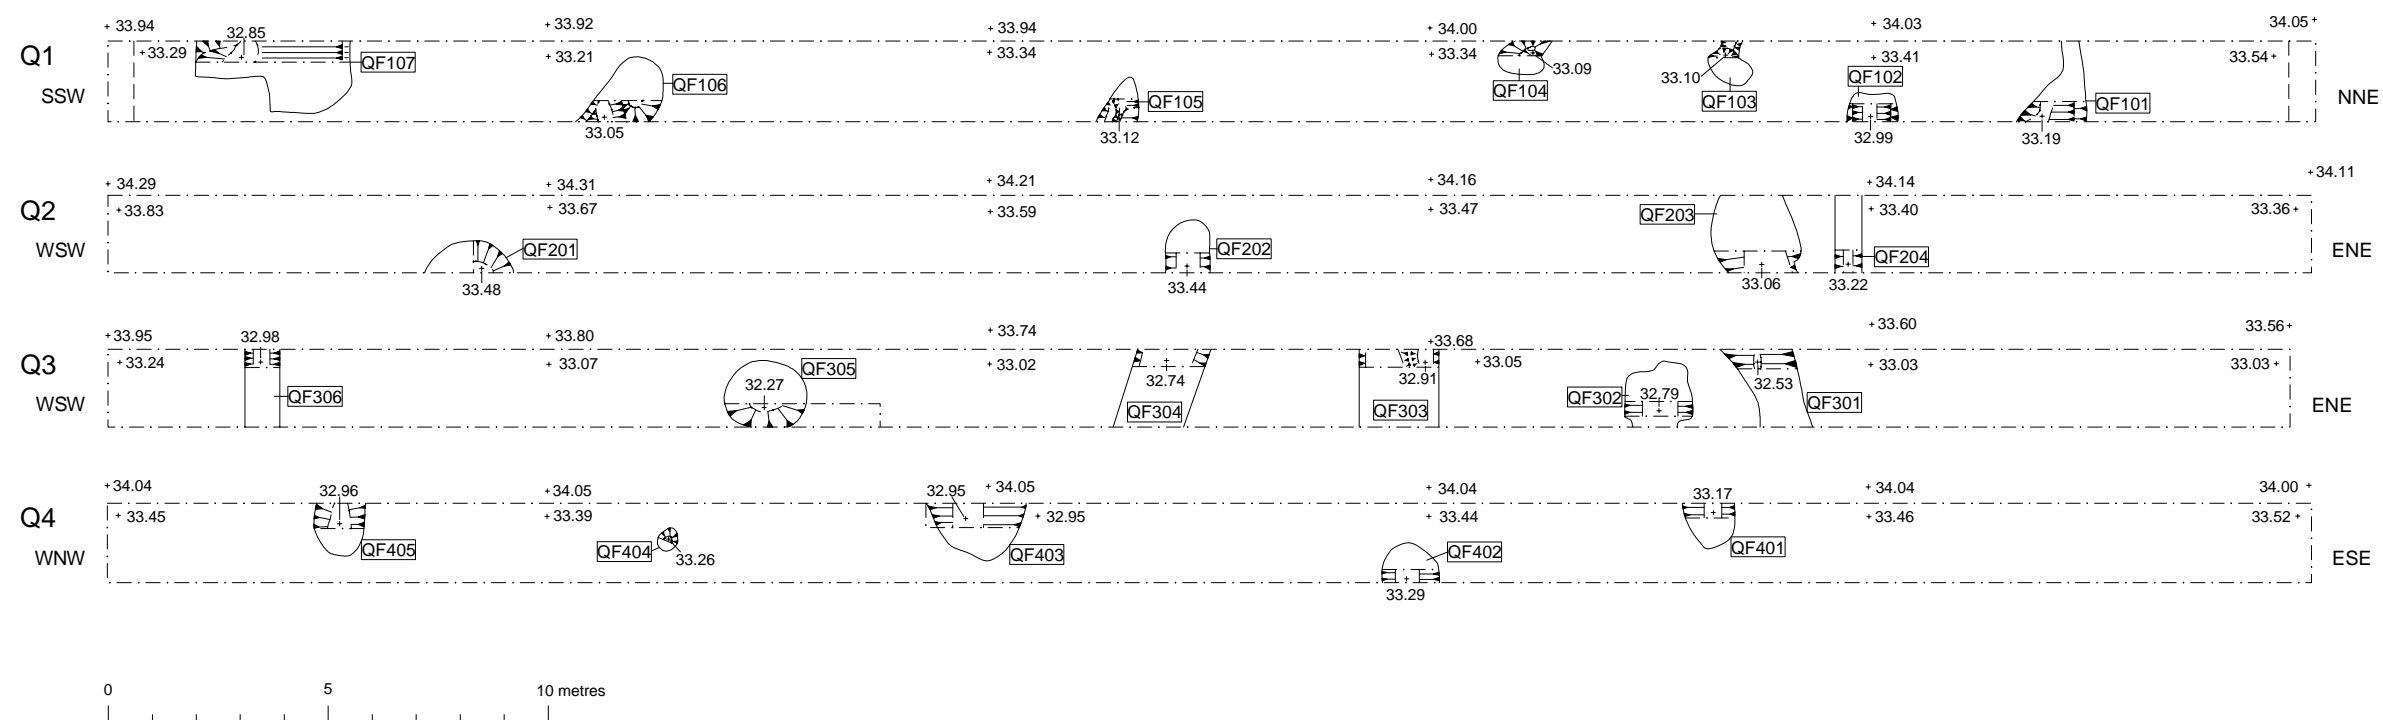 + 33.94 + 33.92 + 33.94 + 34.00 + 34.03 34.05 +
Q1 + 33.29 32.85 QF107 + 33.21 QF106 + 33.34 + 33.34 QF104 33.09 33.10 QF103 + 33.41 QF102 33.54 +
SSW 33.05 QF105 33.12 32.99 QF101 33.19 NNE
+ 34.29 + 34.31 + 34.21 + 34.16 + 34.14 + 34.11
Q2 + 33.83 + 33.67 + 33.59 + 33.47 QF203 + 33.40 33.36 +
WSW QF201 QF202 QF204 ENE
33.48 33.44 33.06 33.22
+ 33.95 32.98 + 33.80 + 33.74 + 33.68 + 33.60 33.56 +
Q3 + 33.24 + 33.07 QF305 + 33.02 + 33.05 + 33.03 33.03 +
WSW QF306 32.27 32.74 QF304 32.91 QF303 QF302 32.79 32.53 QF301 ENE
+ 34.04 32.96 + 34.05 32.95 + 34.05 + 34.04 33.17 + 34.04 34.00 +
Q4 + 33.45 + 33.39 + 32.95 + 33.44 + 33.46 33.52 +
WNW QF405 QF404 33.26 QF403 QF402 QF401 ESE
33.29
0 5 10 metres